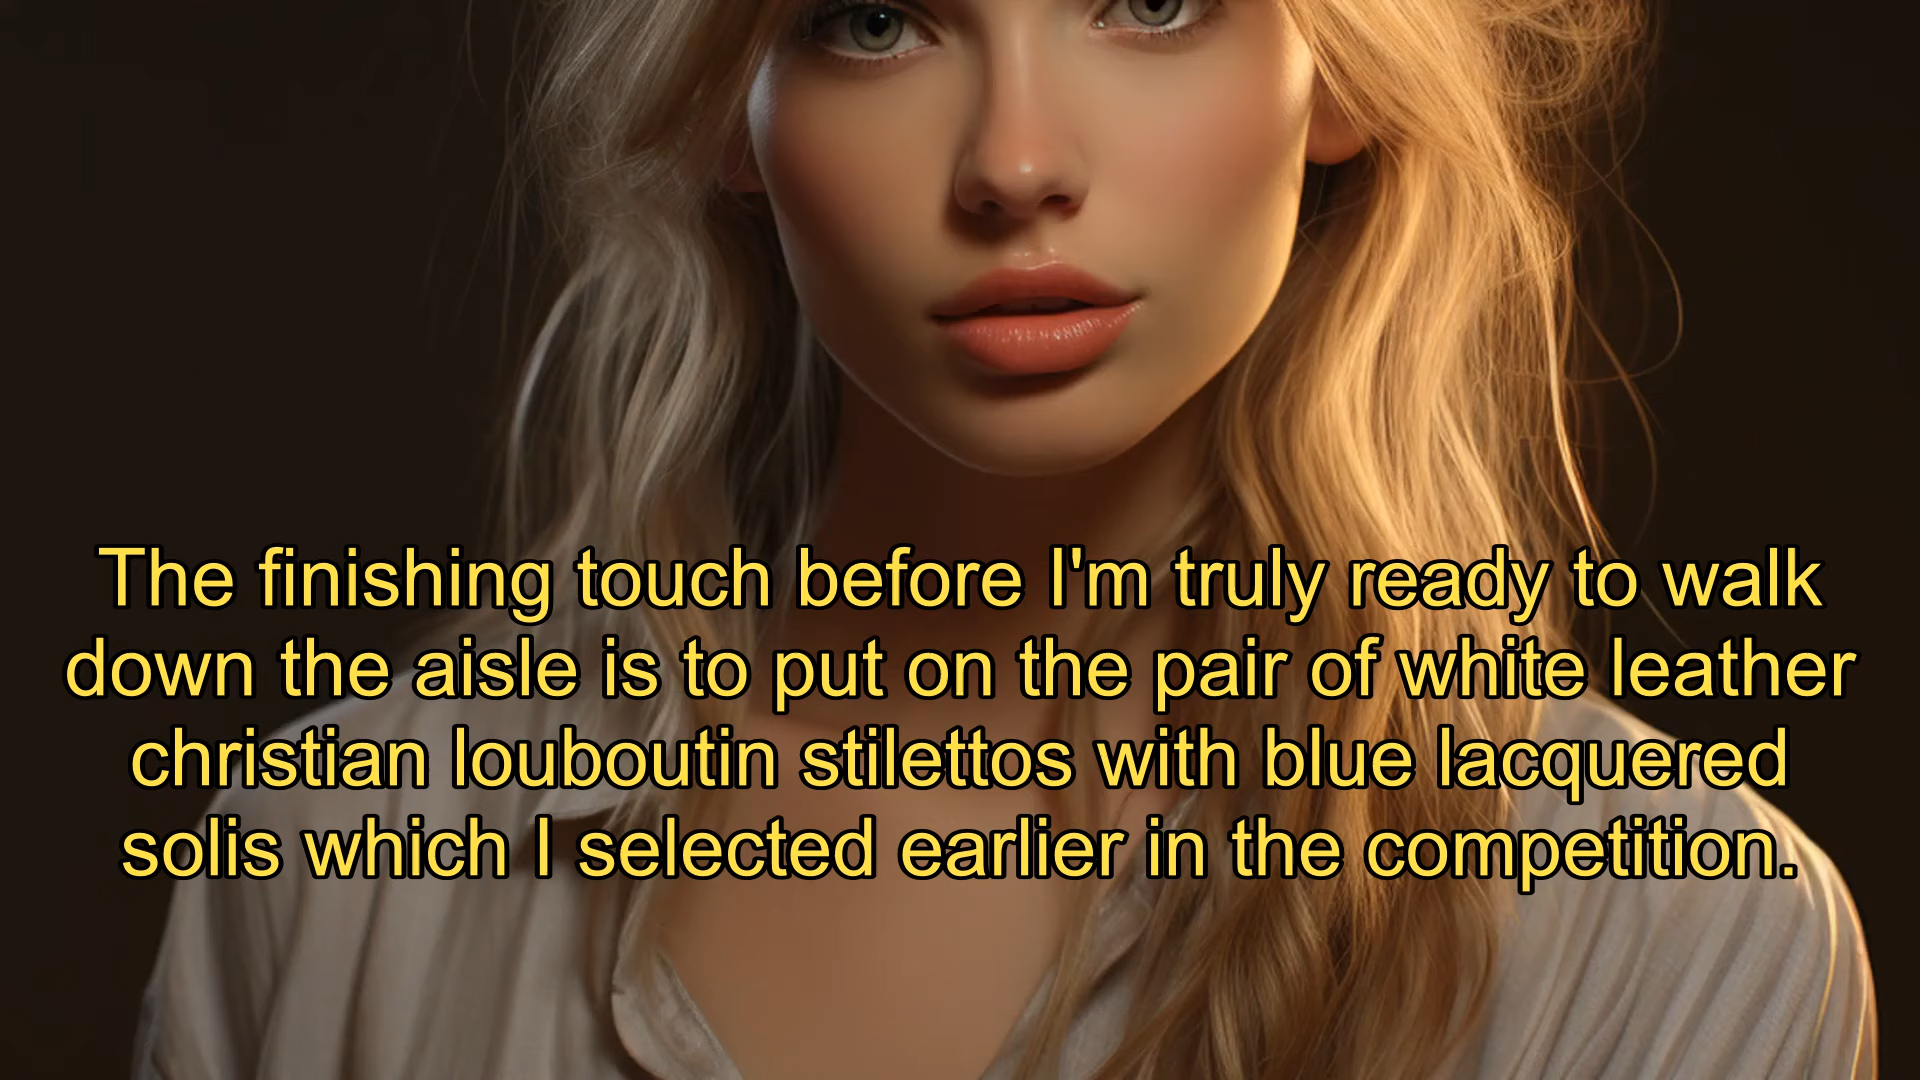 The finishing touch before I'm truly ready to walk
down the aisle is to put on the pair of white leather
christian louboutin stilettos with blue lacquered
solis which I selected earlier in the competition.